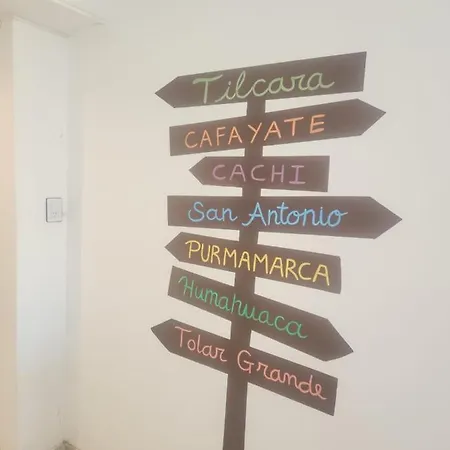 Tilcara
CAFAYATE
CACHI
San Antonio
PURMAMARCA
Humahuaca
Tolar Grande